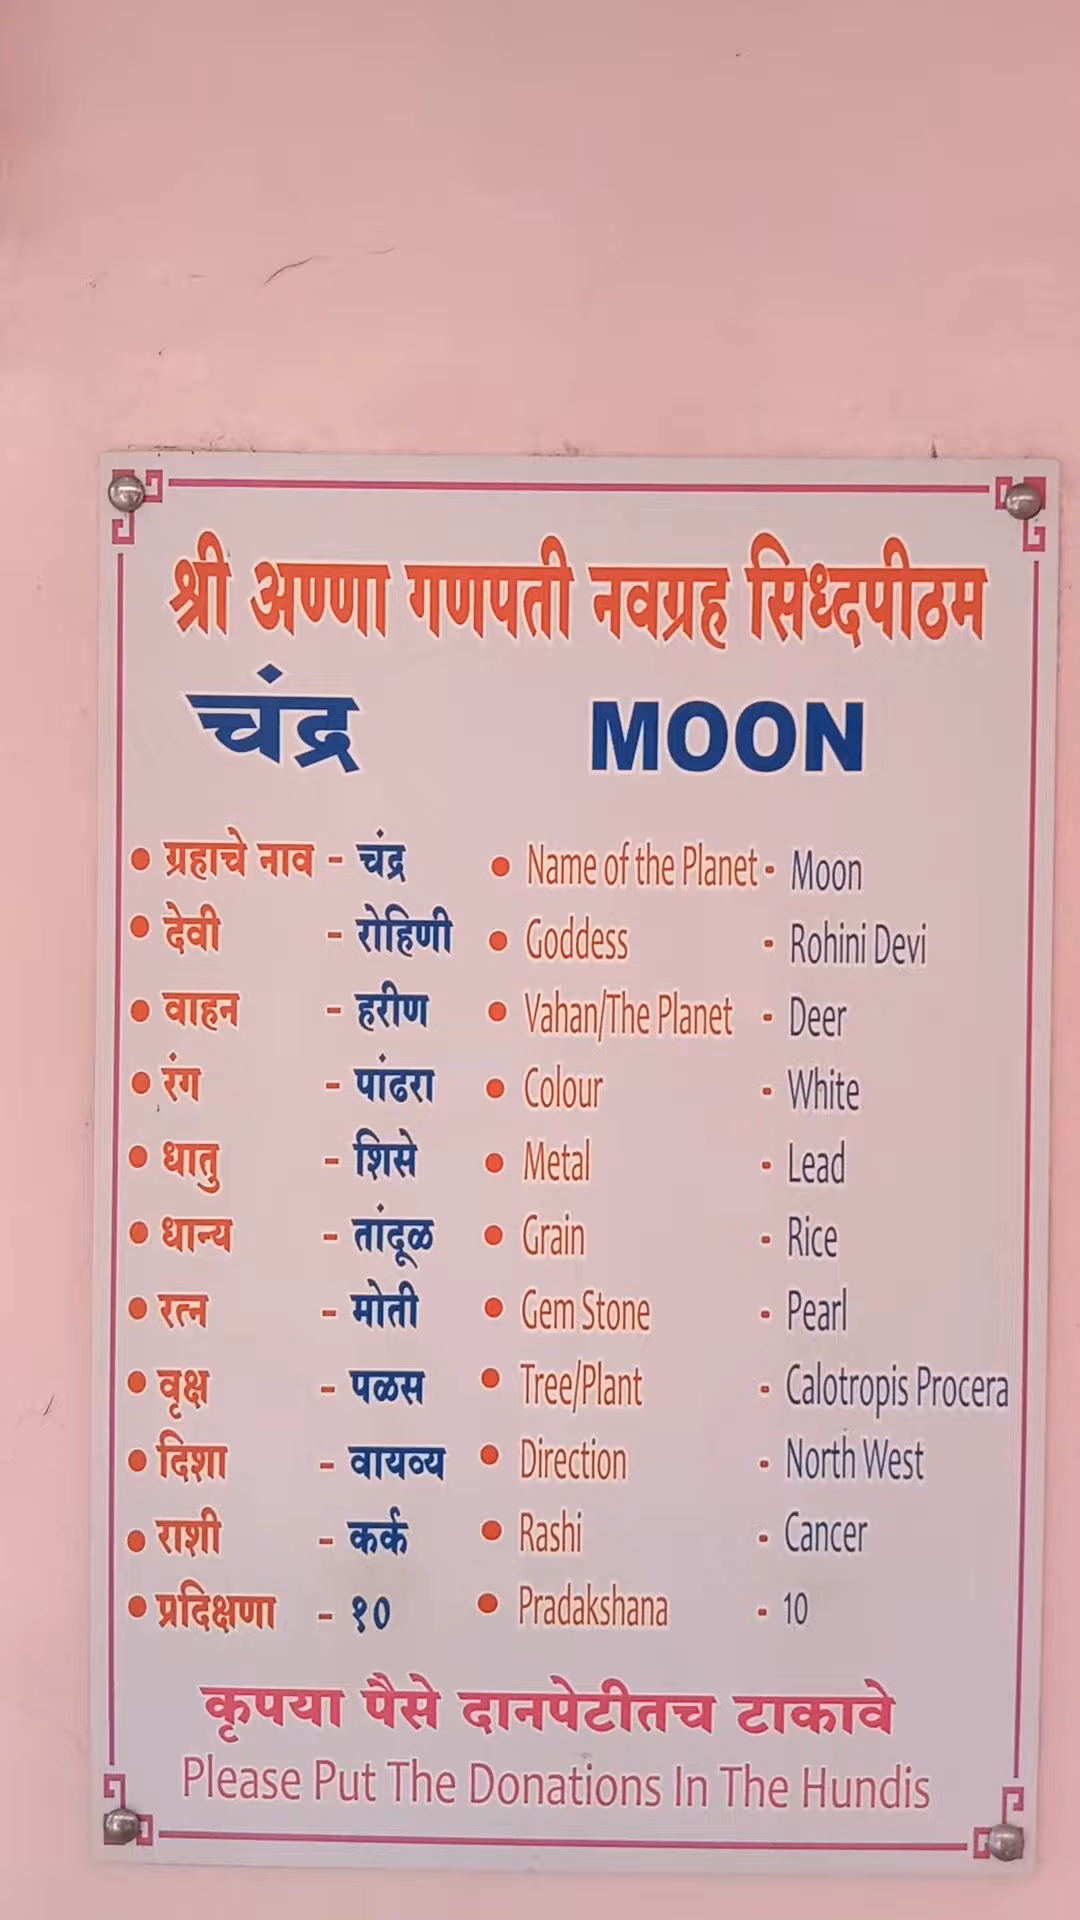 श्री अण्णा गणपती नवग्रह सिध्दपीठम
चंद्र MOON
• ग्रहाचे नाव - चंद्र • Name of the Planet - Moon
• देवी - रोहिणी • Goddess - Rohini Devi
• वाहन - हरीण • Vahan/The Planet - Deer
• रंग - पांढरा • Colour - White
• धातु - शिसे • Metal - Lead
• धान्य - तांदूळ • Grain - Rice
• रत्न - मोती • Gem Stone - Pearl
• वृक्ष - पळस • Tree/Plant - Calotropis Procera
• दिशा - वायव्य • Direction - North West
• राशी - कर्क • Rashi - Cancer
• प्रदिक्षणा - १० • Pradakshana - 10
कृपया पैसे दानपेटीतच टाकावे
Please Put The Donations In The Hundis